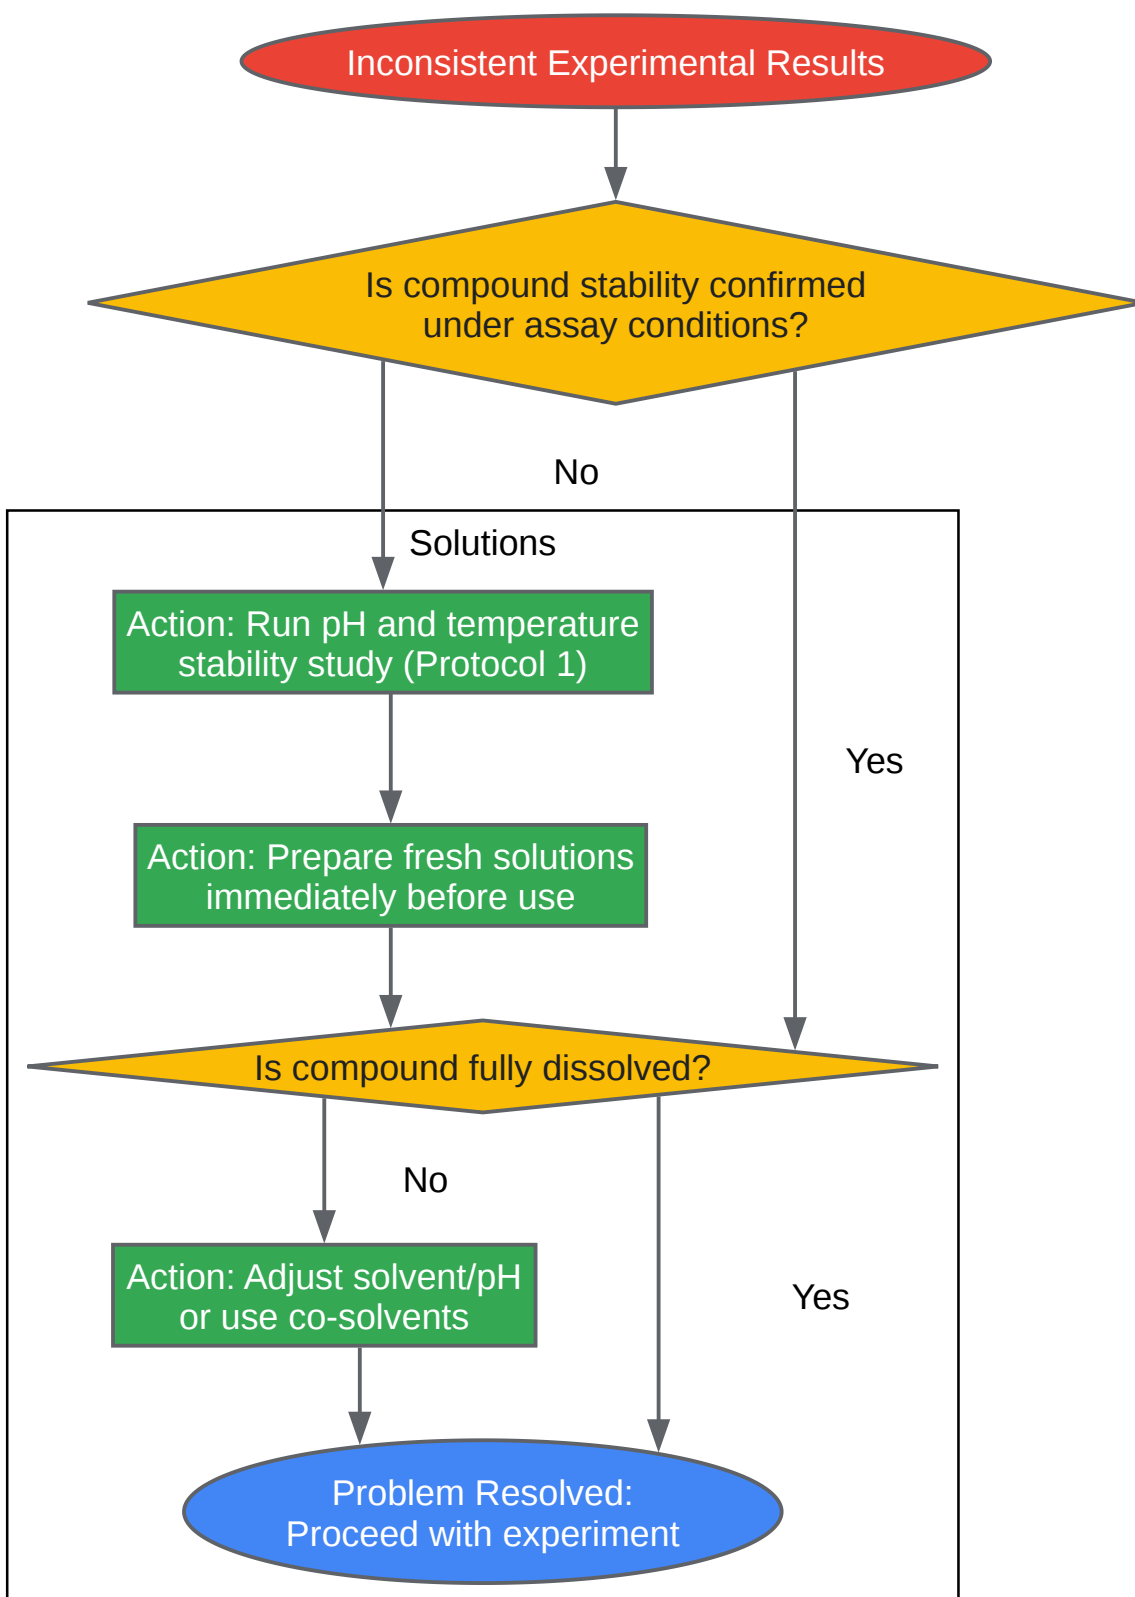 Inconsistent Experimental Results
Is compound stability confirmed
under assay conditions?
No
Solutions
Action: Run pH and temperature
stability study (Protocol 1)
Yes
Action: Prepare fresh solutions
immediately before use
Is compound fully dissolved?
No
Action: Adjust solvent/pH
or use co-solvents
Yes
Problem Resolved:
Proceed with experiment